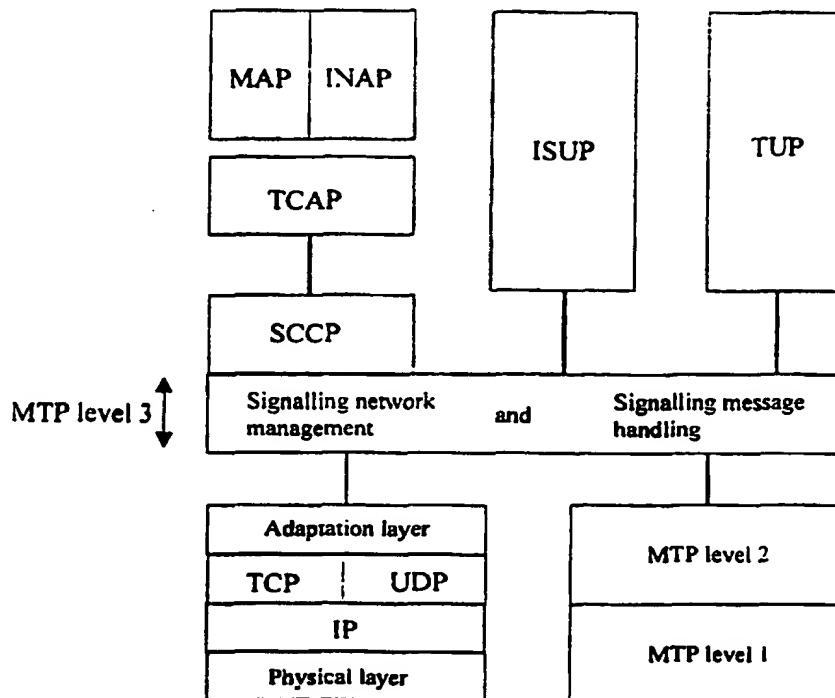 MAP INAP
ISUP
TUP
TCAP
SCCP
MTP level 3
Signalling network
management
and
Signalling message
handling
Adaptation layer
MTP level 2
TCP UDP
IP
MTP level 1
Physical layer